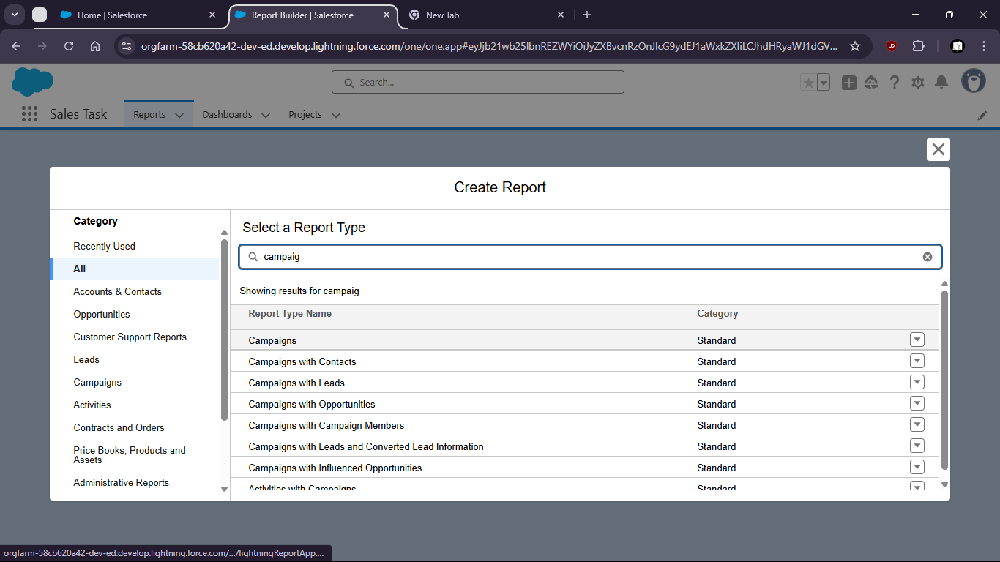 Home | Salesforce
Report Builder | Salesforce
New Tab
orgfarm-58cb620a42-dev-ed.develop.lightning.force.com/one/one.app#eyJjb21wb25lbnREZWYiOiJyZXBvcnRzOnJlcG9ydEJ1aWxkZXIiLCJhdHRyaWJ1dGV...
Search...
Sales Task
Reports
Dashboards
Projects
Create Report
Category
Recently Used
All
Accounts & Contacts
Opportunities
Customer Support Reports
Leads
Campaigns
Activities
Contracts and Orders
Price Books, Products and
Assets
Administrative Reports
Select a Report Type
campaig
Showing results for campaig
Report Type Name Category
Campaigns Standard
Campaigns with Contacts Standard
Campaigns with Leads Standard
Campaigns with Opportunities Standard
Campaigns with Campaign Members Standard
Campaigns with Leads and Converted Lead Information Standard
Campaigns with Influenced Opportunities Standard
Activities with Campaigns Standard
orgfarm-58cb620a42-dev-ed.develop.lightning.force.com/.../lightningReportApp....